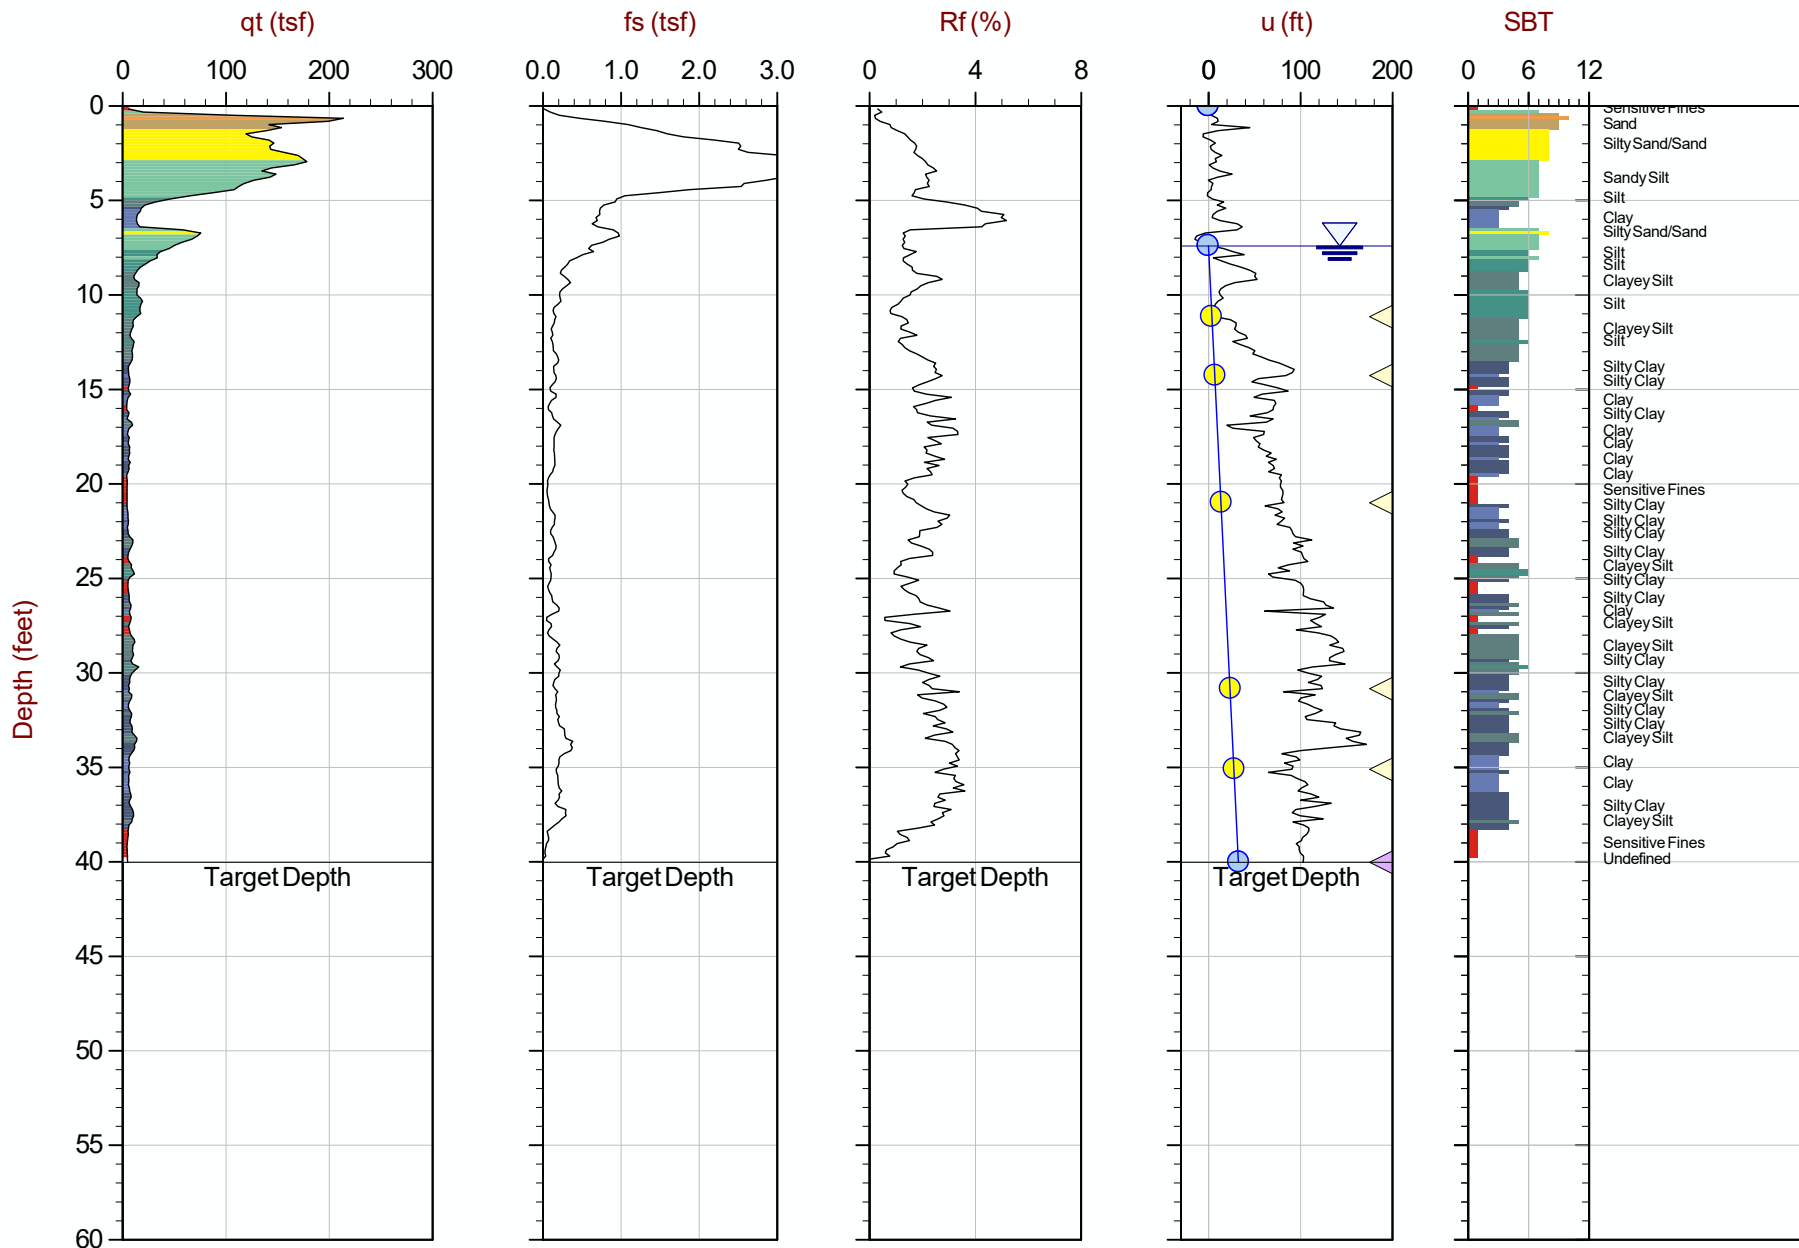 qt (tsf)
fs (tsf)
Rf (%)
u (ft)
SBT
0 100 200 300
0.0 1.0 2.0 3.0
0 4 8
0 100 200
0 6 12
Depth (feet)
0
5
10
15
20
25
30
35
40
45
50
55
60
Target Depth
Target Depth
Target Depth
Target Depth
Sensitive Fines
Sand
Silty Sand/Sand
Sandy Silt
Silt
Clay
Silty Sand/Sand
Silt
Silt
Clayey Silt
Silt
Clayey Silt
Silt
Silty Clay
Silty Clay
Clay
Silty Clay
Clay
Clay
Clay
Clay
Sensitive Fines
Silty Clay
Silty Clay
Silty Clay
Silty Clay
Clayey Silt
Silty Clay
Silty Clay
Clay
Clayey Silt
Clayey Silt
Silty Clay
Silty Clay
Clayey Silt
Silty Clay
Silty Clay
Clayey Silt
Clay
Clay
Silty Clay
Clayey Silt
Sensitive Fines
Undefined